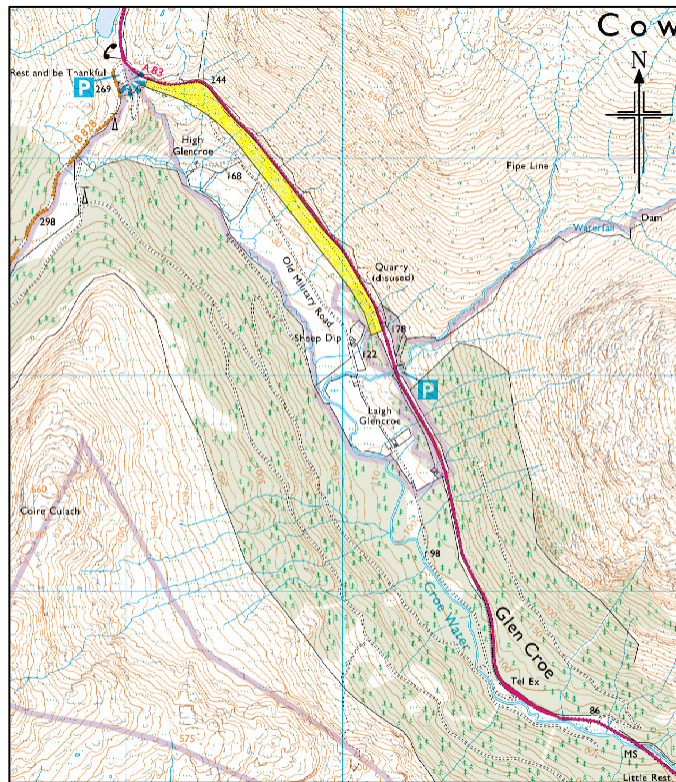 Cow
N
A 83
Rest and be Thankful
244
P
269
B 828
High
Glencroe
168
Pipe Line
Dam
Waterfall
298
Old Military Road
Quarry
(disused)
178
Sheep Dip
122
P
Laigh
Glencroe
Coire Culach
98
Croe Water
Glen Croe
Tel Ex
86
575
MS
Little Rest